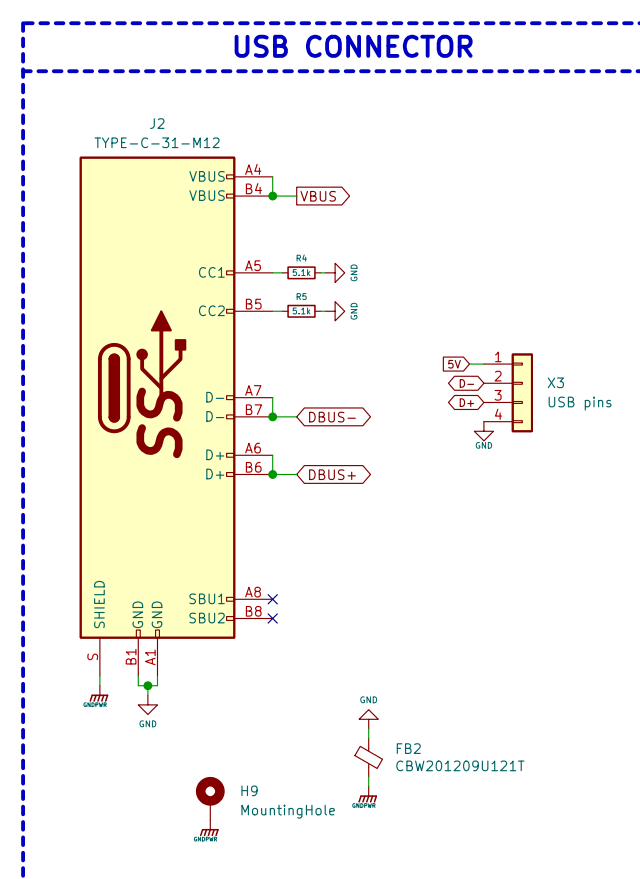 USB CONNECTOR
J2
TYPE-C-31-M12
VBUS A4
VBUS B4 VBUS
CC1 A5 R4 5.1k GND
CC2 B5 R5 5.1k GND
SS
D- A7
D- B7 DBUS-
D+ A6
D+ B6 DBUS+
5V 1
D- 2 X3
D+ 3 USB pins
4
GND
SBU1 A8
SBU2 B8
SHIELD GND GND
S B1 A1
GNDPWR
GND
GND
FB2
CBW201209U121T
GNDPWR
H9
MountingHole
GNDPWR